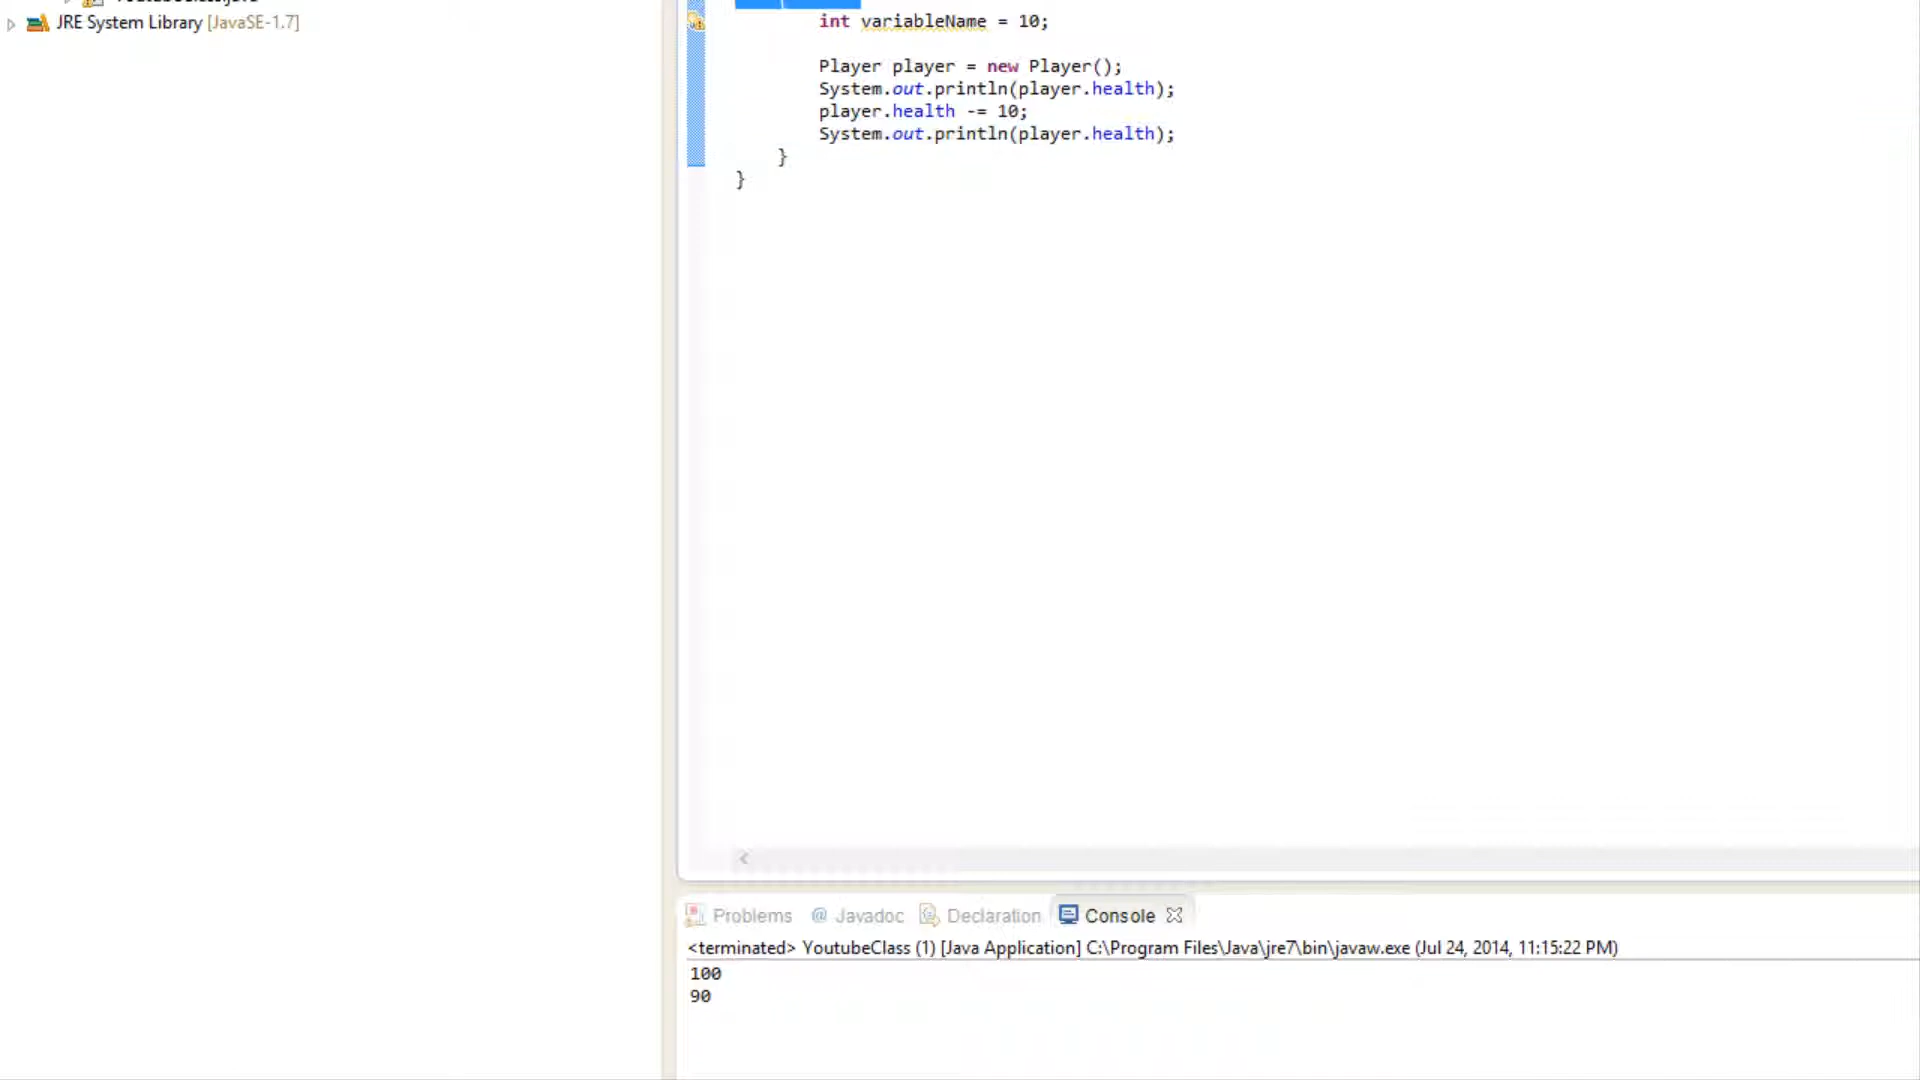 JRE System Library [JavaSE-1.7]
int variableName = 10;
Player player = new Player();
System.out.println(player.health);
player.health -= 10;
System.out.println(player.health);
}
}
Problems @ Javadoc Declaration Console
<terminated> YoutubeClass (1) [Java Application] C:\Program Files\Java\jre7\bin\javaw.exe (Jul 24, 2014, 11:15:22 PM)
100
90